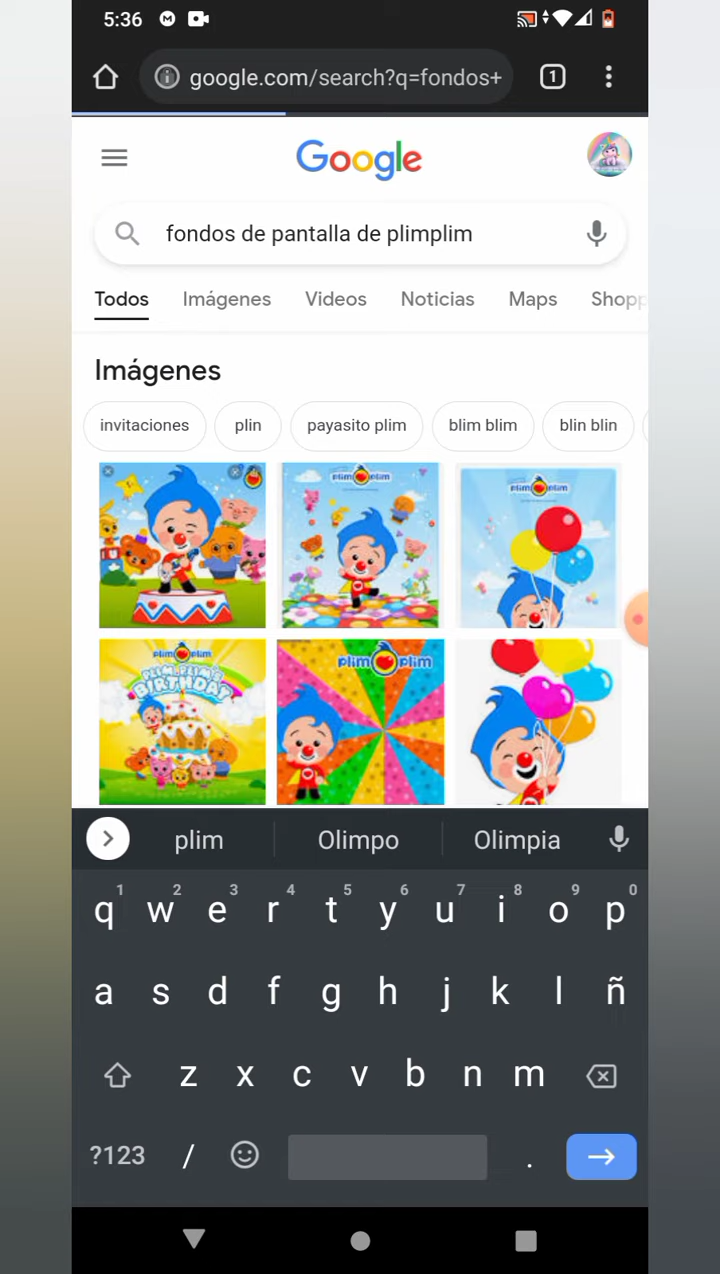 5:36
google.com/search?q=fondos+
1
Google
fondos de pantalla de plimplim
Todos Imágenes Videos Noticias Maps Shopp
Imágenes
invitaciones plin payasito plim blim blim blin blin
plim plim
plim plim
plim plim
PLIM PLIM'S
BIRTHDAY
plim plim
plim Olimpo Olimpia
1 2 3 4 5 6 7 8 9 0
q w e r t y u i o p
a s d f g h j k l ñ
z x c v b n m
?123 / .